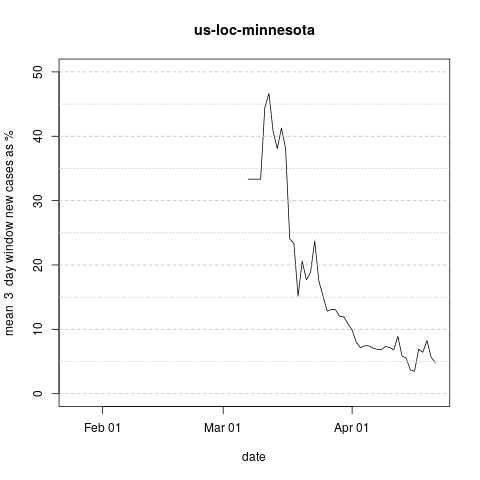 us-loc-minnesota
mean 3 day window new cases as %
50
40
30
20
10
0
Feb 01
Mar 01
Apr 01
date